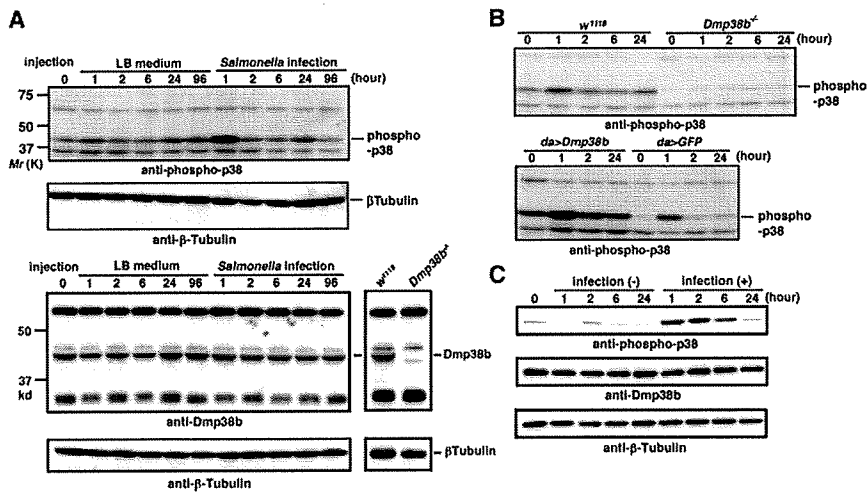 A
injection LB medium Salmonella infection
0 1 2 6 24 96 1 2 6 24 96 (hour)
75
50
37
Mr (K)
phospho
-p38
anti-phospho-p38
βTubulin
anti-β-Tubulin
injection LB medium Salmonella infection
0 1 2 6 24 96 1 2 6 24 96
w1118 Dmp38b-/-
50
37
kd
Dmp38b
anti-Dmp38b
βTubulin
anti-β-Tubulin
B
w1118 Dmp38b-/-
0 1 2 6 24 0 1 2 6 24 (hour)
phospho
-p38
anti-phospho-p38
da>Dmp38b da>GFP
0 1 2 24 0 1 2 24 (hour)
phospho
-p38
anti-phospho-p38
C
infection (-) infection (+)
0 1 2 6 24 1 2 6 24 (hour)
anti-phospho-p38
anti-Dmp38b
anti-β-Tubulin